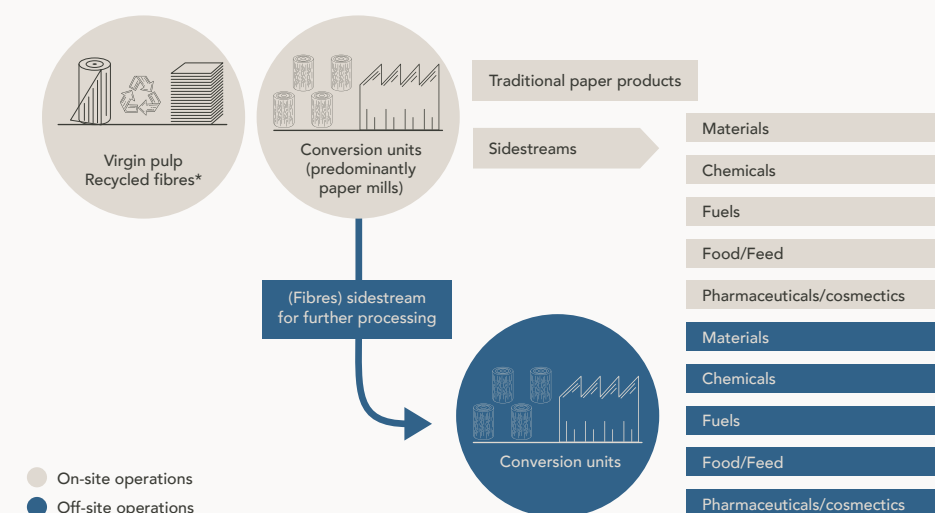 Virgin pulp
Recycled fibres*
Conversion units
(predominantly
paper mills)
Traditional paper products
Sidestreams
Materials
Chemicals
Fuels
Food/Feed
Pharmaceuticals/cosmectics
(Fibres) sidestream
for further processing
Conversion units
Materials
Chemicals
Fuels
Food/Feed
Pharmaceuticals/cosmectics
On-site operations
Off-site operations